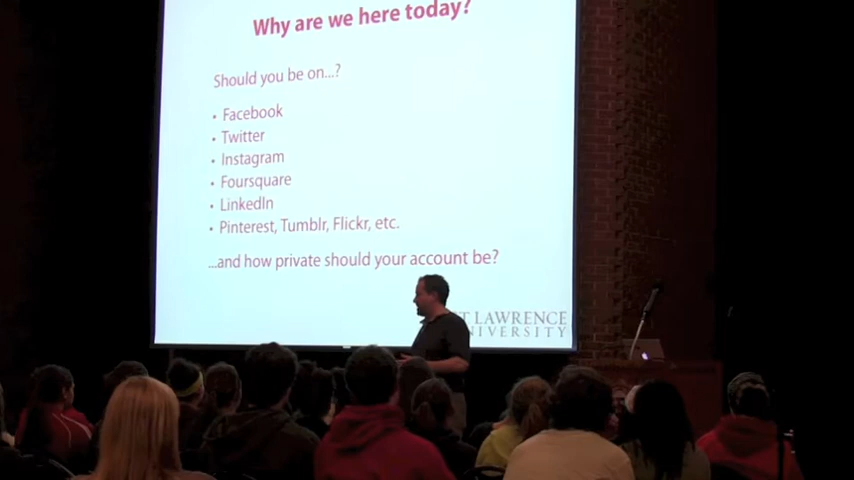 Why are we here today?
Should you be on...?
• Facebook
• Twitter
• Instagram
• Foursquare
• LinkedIn
• Pinterest, Tumblr, Flickr, etc.
...and how private should your account be?
T LAWRENCE
UNIVERSITY